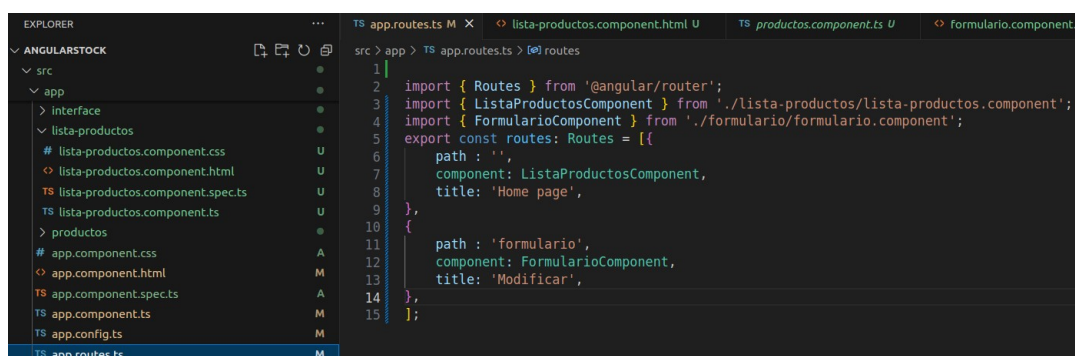 EXPLORER
ANGULARSTOCK
src
app
interface
lista-productos
# lista-productos.component.css U
<> lista-productos.component.html U
TS lista-productos.component.spec.ts U
TS lista-productos.component.ts U
productos
# app.component.css A
<> app.component.html M
TS app.component.spec.ts A
TS app.component.ts M
TS app.config.ts M
TS app.routes.ts M
TS app.routes.ts M X <> lista-productos.component.html U TS productos.component.ts U <> formulario.component.
src > app > TS app.routes.ts > routes
1
2 import { Routes } from '@angular/router';
3 import { ListaProductosComponent } from './lista-productos/lista-productos.component';
4 import { FormularioComponent } from './formulario/formulario.component';
5 export const routes: Routes = [{
6 path : '',
7 component: ListaProductosComponent,
8 title: 'Home page',
9 },
10 {
11 path : 'formulario',
12 component: FormularioComponent,
13 title: 'Modificar',
14 },
15 ];